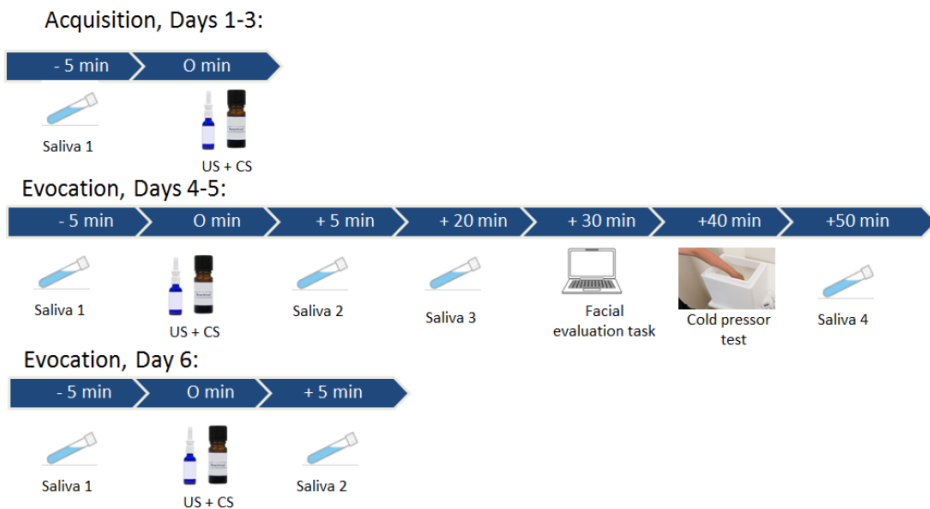 Acquisition, Days 1-3:
- 5 min
0 min
Saliva 1
US + CS
Evocation, Days 4-5:
- 5 min
0 min
+ 5 min
+ 20 min
+ 30 min
+40 min
+50 min
Saliva 1
US + CS
Saliva 2
Saliva 3
Facial
evaluation task
Cold pressor
test
Saliva 4
Evocation, Day 6:
- 5 min
0 min
+ 5 min
Saliva 1
US + CS
Saliva 2